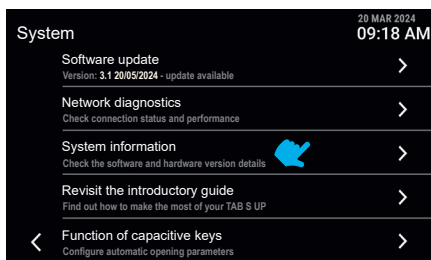 20 MAR 2024
System 09:18 AM
Software update
Version: 3.1 20/05/2024 - update available
Network diagnostics
Check connection status and performance
System information
Check the software and hardware version details
Revisit the introductory guide
Find out how to make the most of your TAB S UP
Function of capacitive keys
Configure automatic opening parameters